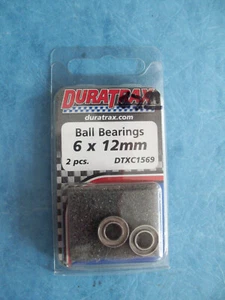 DURATRAX
duratrax.com
Ball Bearings
6 x 12mm
2 pcs. DTXC1569